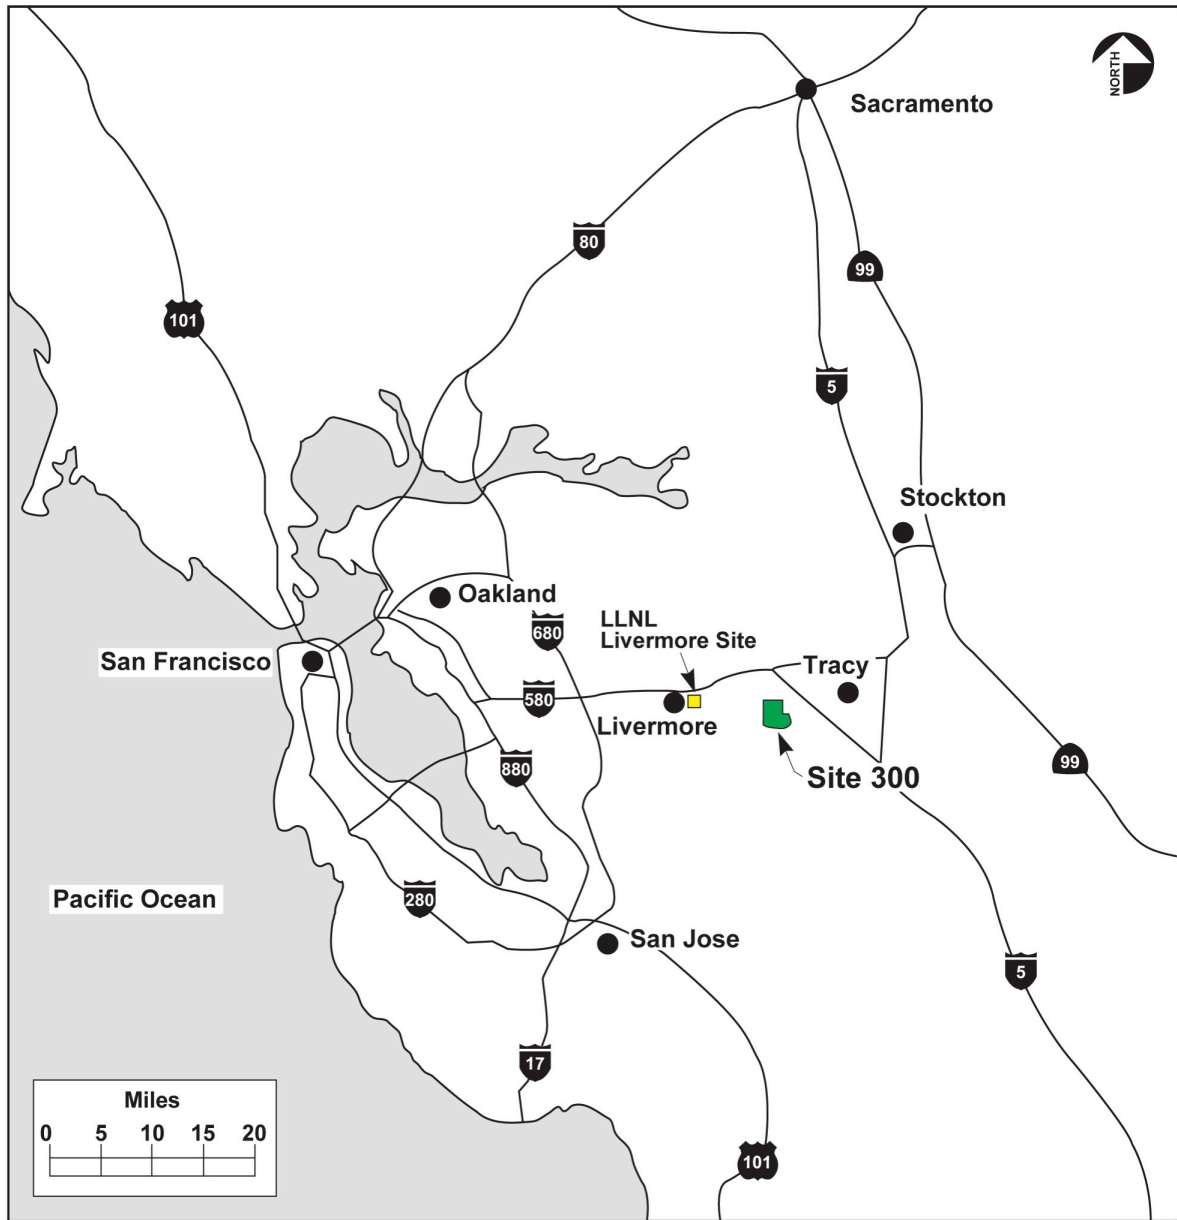 NORTH
Sacramento
80
99
101
5
Stockton
Oakland
LLNL
Livermore Site
680
San Francisco
Tracy
580
Livermore
Site 300
880
99
Pacific Ocean
280
San Jose
5
17
Miles
0 5 10 15 20
101